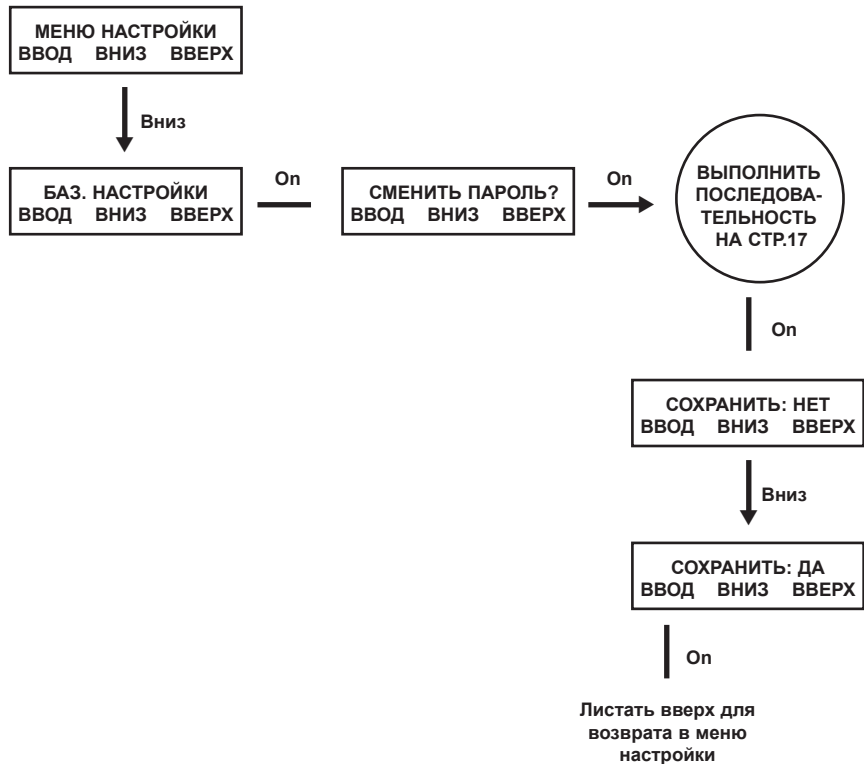 МЕНЮ НАСТРОЙКИ
ВВОД ВНИЗ ВВЕРХ
Вниз
БАЗ. НАСТРОЙКИ
ВВОД ВНИЗ ВВЕРХ
On
СМЕНИТЬ ПАРОЛЬ?
ВВОД ВНИЗ ВВЕРХ
On
ВЫПОЛНИТЬ
ПОСЛЕДОВА-
ТЕЛЬНОСТЬ
НА СТР.17
On
СОХРАНИТЬ: НЕТ
ВВОД ВНИЗ ВВЕРХ
Вниз
СОХРАНИТЬ: ДА
ВВОД ВНИЗ ВВЕРХ
On
Листать вверх для
возврата в меню
настройки